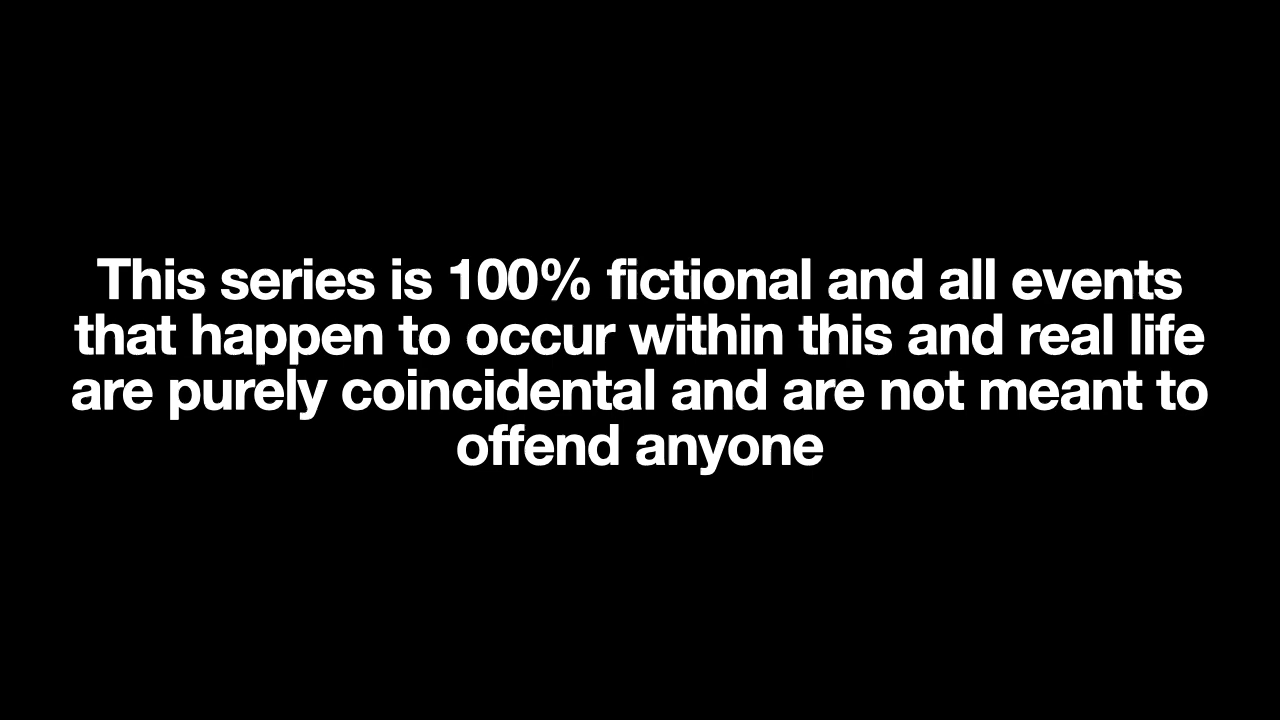 This series is 100% fictional and all events
that happen to occur within this and real life
are purely coincidental and are not meant to
offend anyone